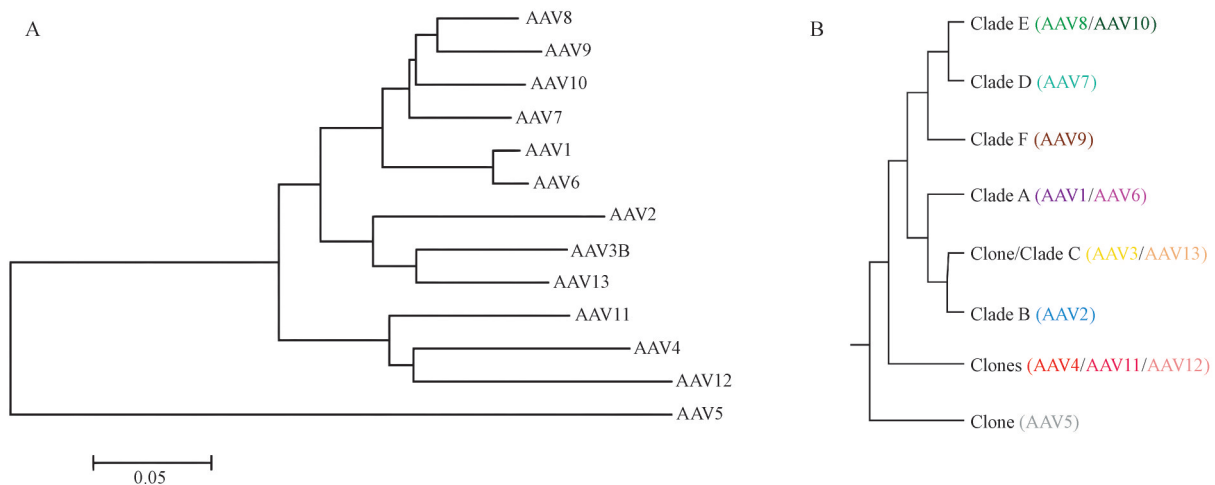 A
AAV8
AAV9
AAV10
AAV7
AAV1
AAV6
AAV2
AAV3B
AAV13
AAV11
AAV4
AAV12
AAV5
0.05
B
Clade E (AAV8/AAV10)
Clade D (AAV7)
Clade F (AAV9)
Clade A (AAV1/AAV6)
Clone/Clade C (AAV3/AAV13)
Clade B (AAV2)
Clones (AAV4/AAV11/AAV12)
Clone (AAV5)